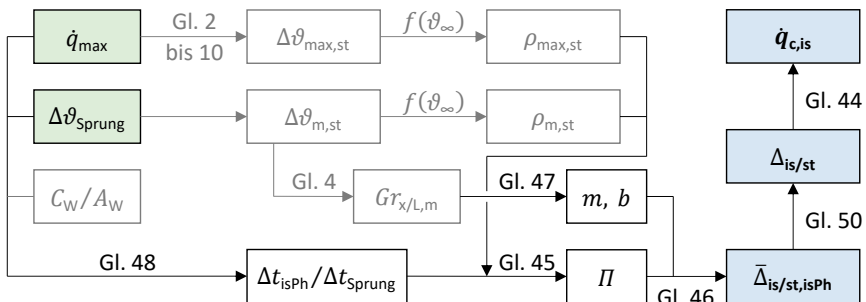 q̇max Gl. 2 bis 10 Δϑmax,st f(ϑ∞) ρmax,st q̇c,is
Gl. 44
ΔϑSprung Δϑm,st f(ϑ∞) ρm,st
Δis/st
CW/AW Gl. 4 Grx/L,m Gl. 47 m, b
Gl. 50
Gl. 48 ΔtisPh/ΔtSprung Gl. 45 Π Gl. 46 Δ̄is/st,isPh